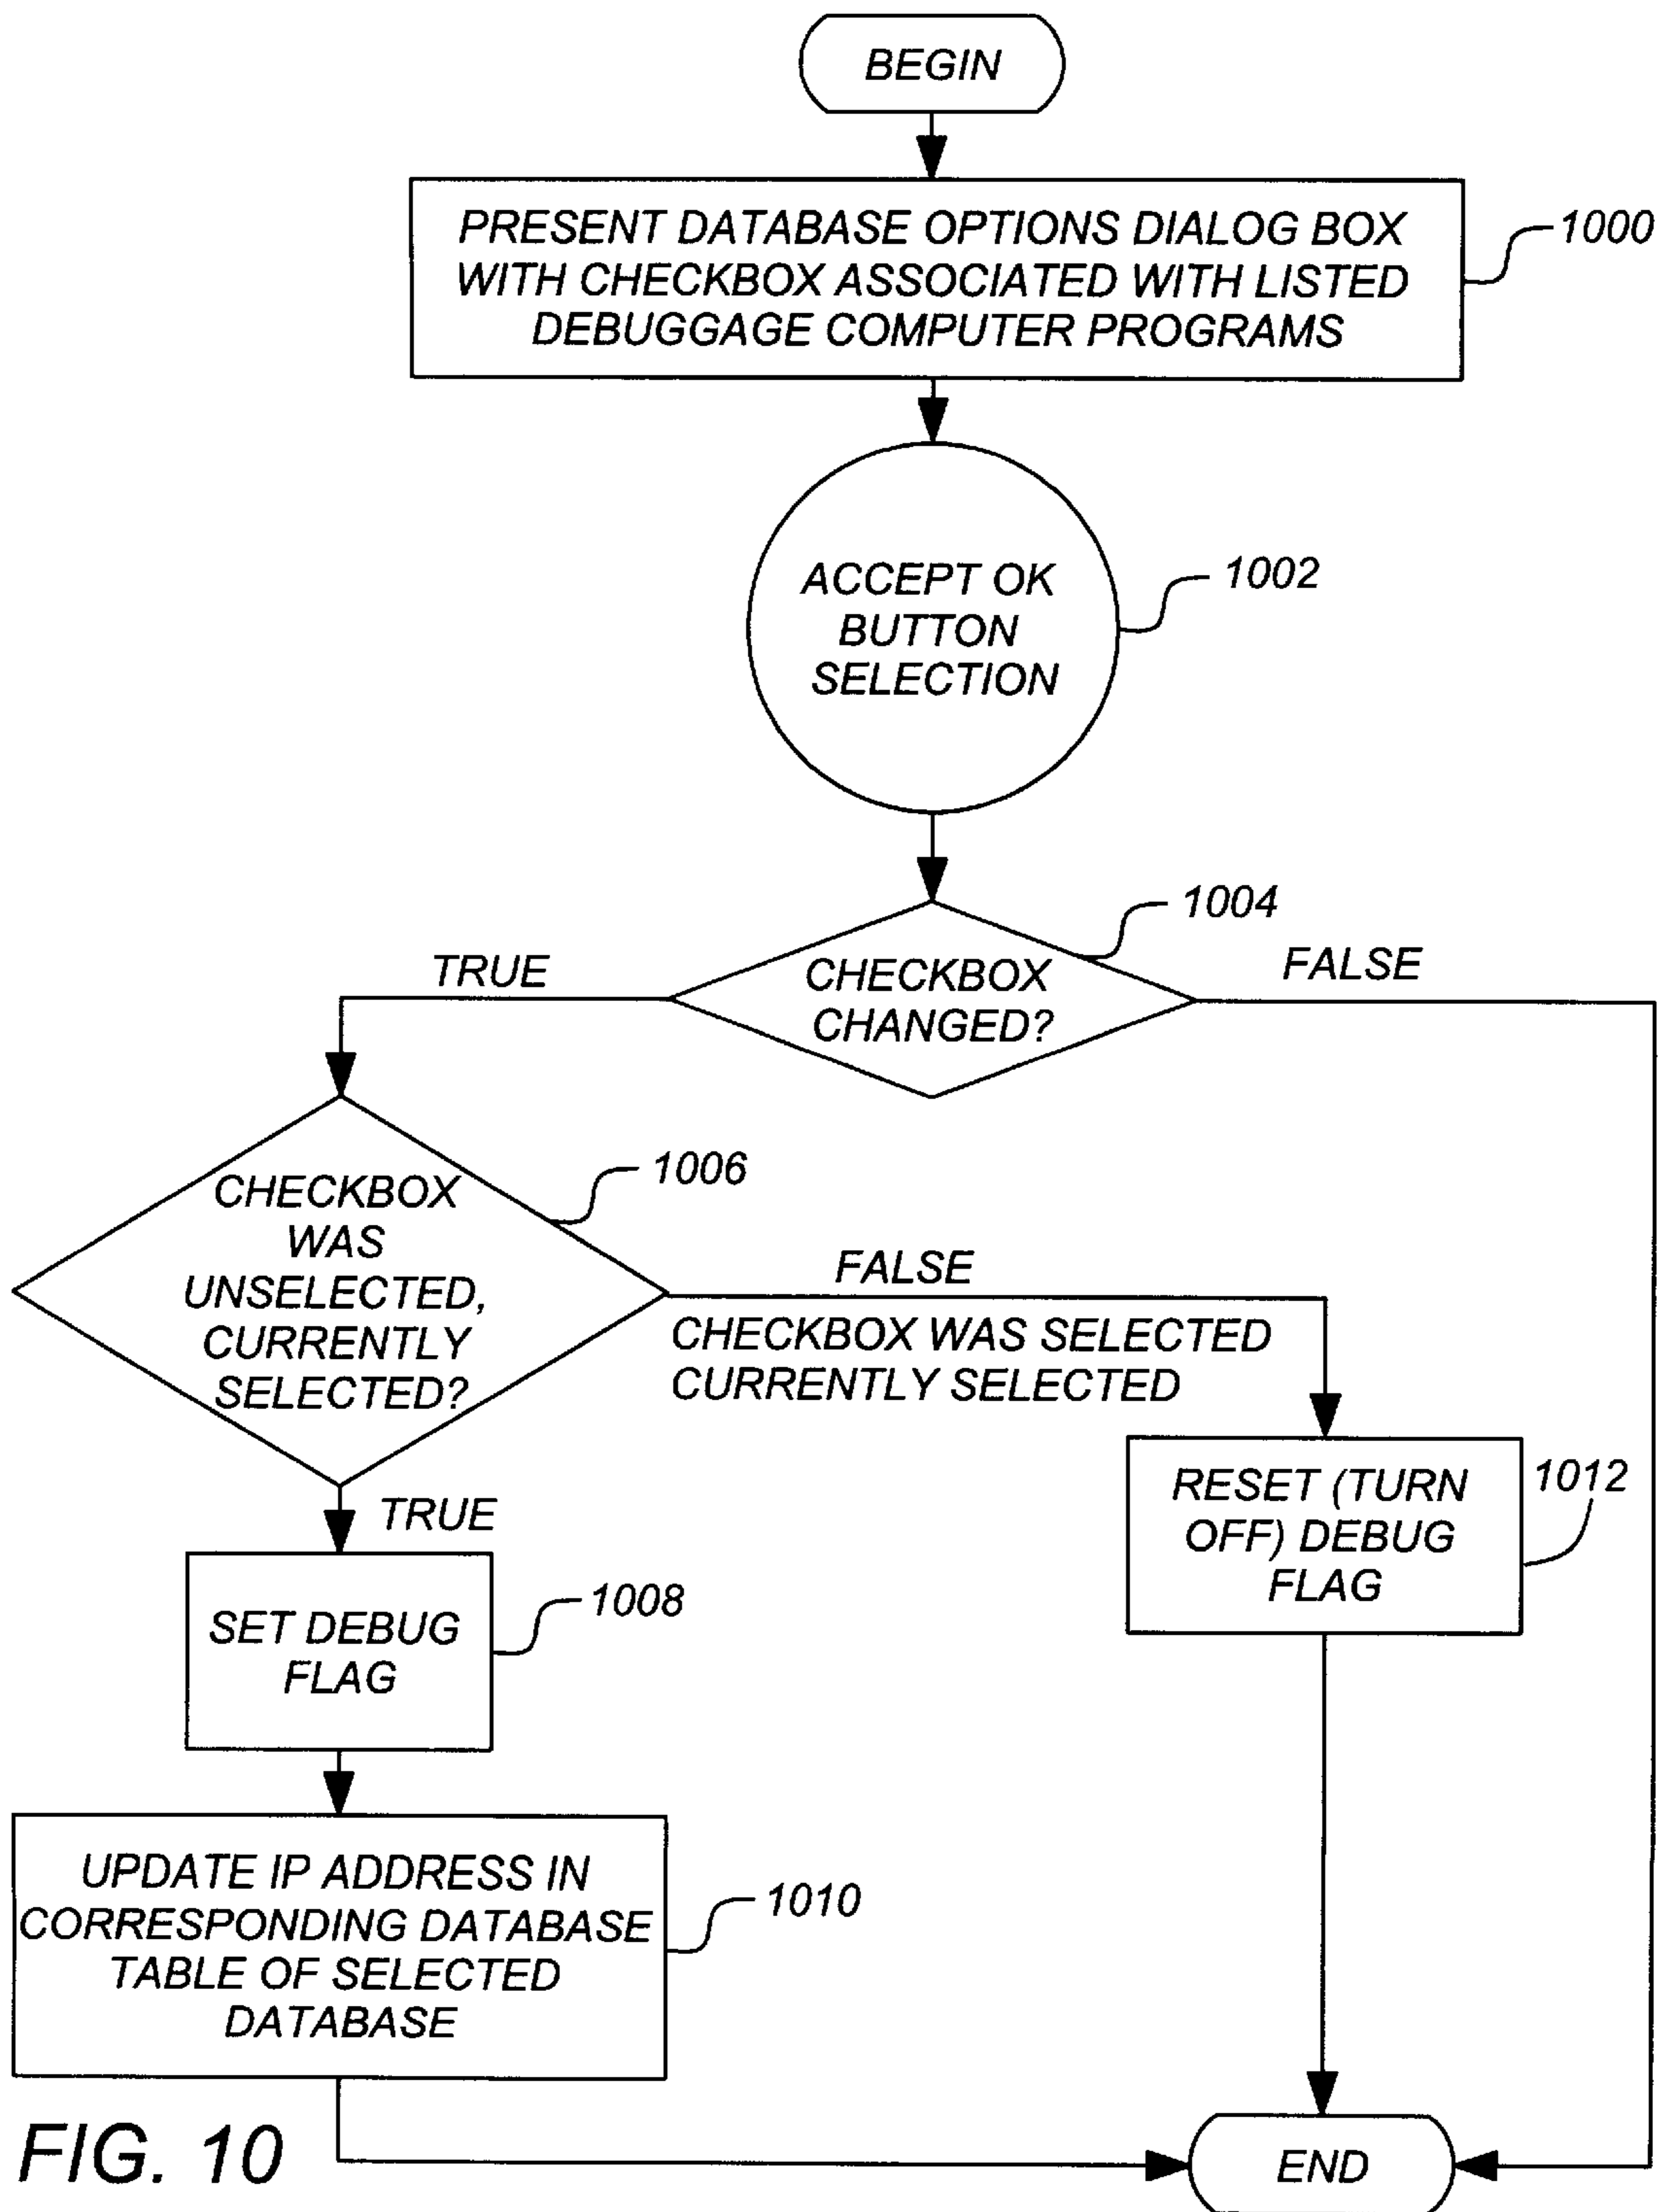 BEGIN
PRESENT DATABASE OPTIONS DIALOG BOX
WITH CHECKBOX ASSOCIATED WITH LISTED
DEBUGGAGE COMPUTER PROGRAMS
1000
ACCEPT OK
BUTTON
SELECTION
1002
1004
TRUE
CHECKBOX
CHANGED?
FALSE
1006
CHECKBOX
WAS
UNSELECTED,
CURRENTLY
SELECTED?
FALSE
CHECKBOX WAS SELECTED
CURRENTLY SELECTED
TRUE
RESET (TURN
OFF) DEBUG
FLAG
1012
SET DEBUG
FLAG
1008
UPDATE IP ADDRESS IN
CORRESPONDING DATABASE
TABLE OF SELECTED
DATABASE
1010
FIG. 10
END